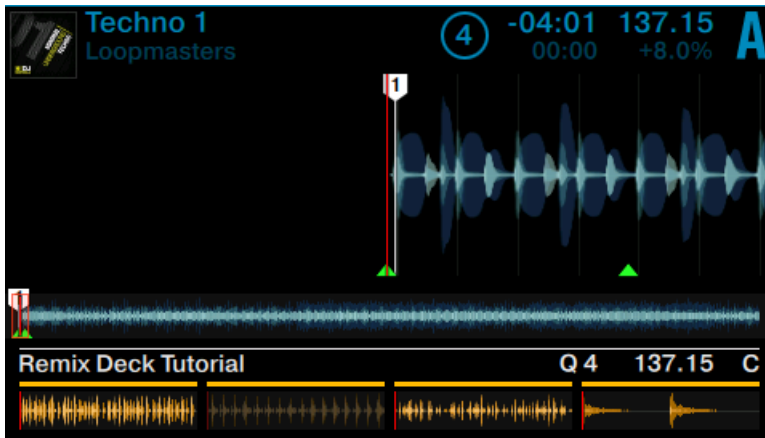 Techno 1
Loopmasters
4
-04:01
137.15
A
00:00
+8.0%
1
Remix Deck Tutorial
Q 4
137.15
C